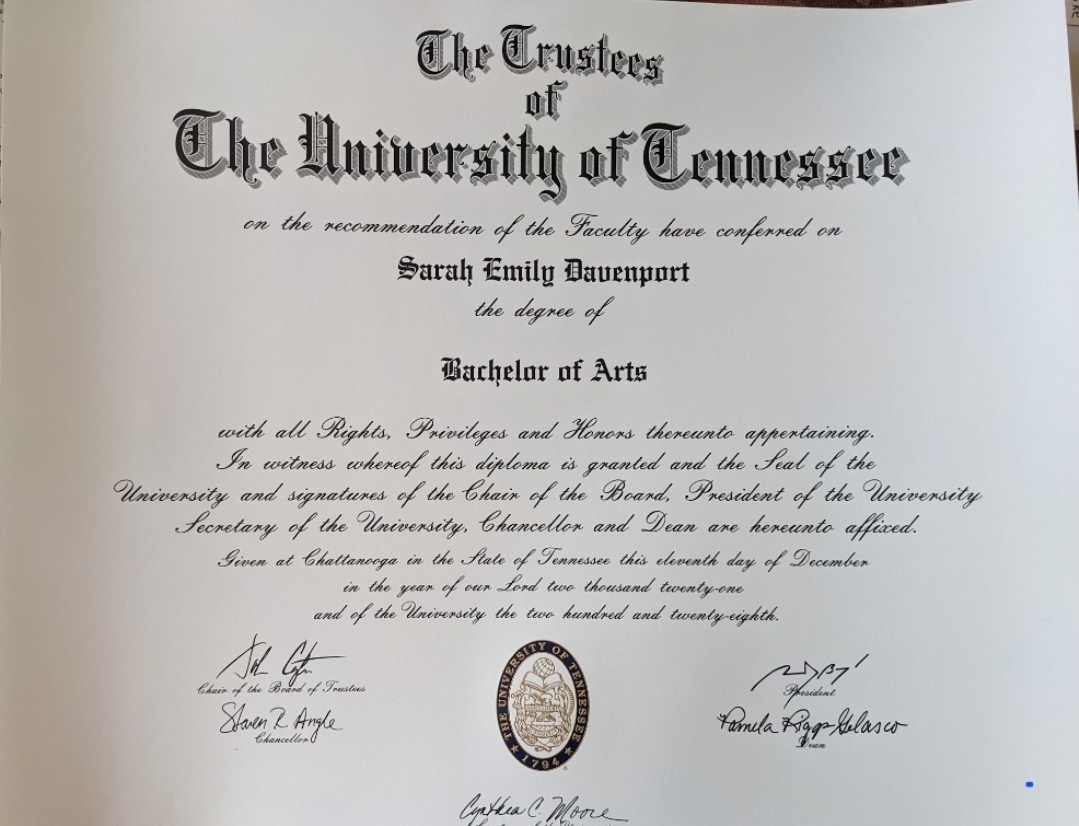 The Trustees
of
The University of Tennessee
on the recommendation of the Faculty have conferred on
Sarah Emily Davenport
the degree of
Bachelor of Arts
with all Rights, Privileges and Honors thereunto appertaining.
In witness whereof this diploma is granted and the Seal of the
University and signatures of the Chair of the Board, President of the University
Secretary of the University, Chancellor and Dean are hereunto affixed.
Given at Chattanooga in the State of Tennessee this eleventh day of December
in the year of our Lord two thousand twenty-one
and of the University the two hundred and twenty-eighth.
Chair of the Board of Trustees
Steven R. Angle
Chancellor
THE UNIVERSITY OF TENNESSEE
1794
President
Pamela Riggs-Gelasco
Dean
Cynthia C. Moore